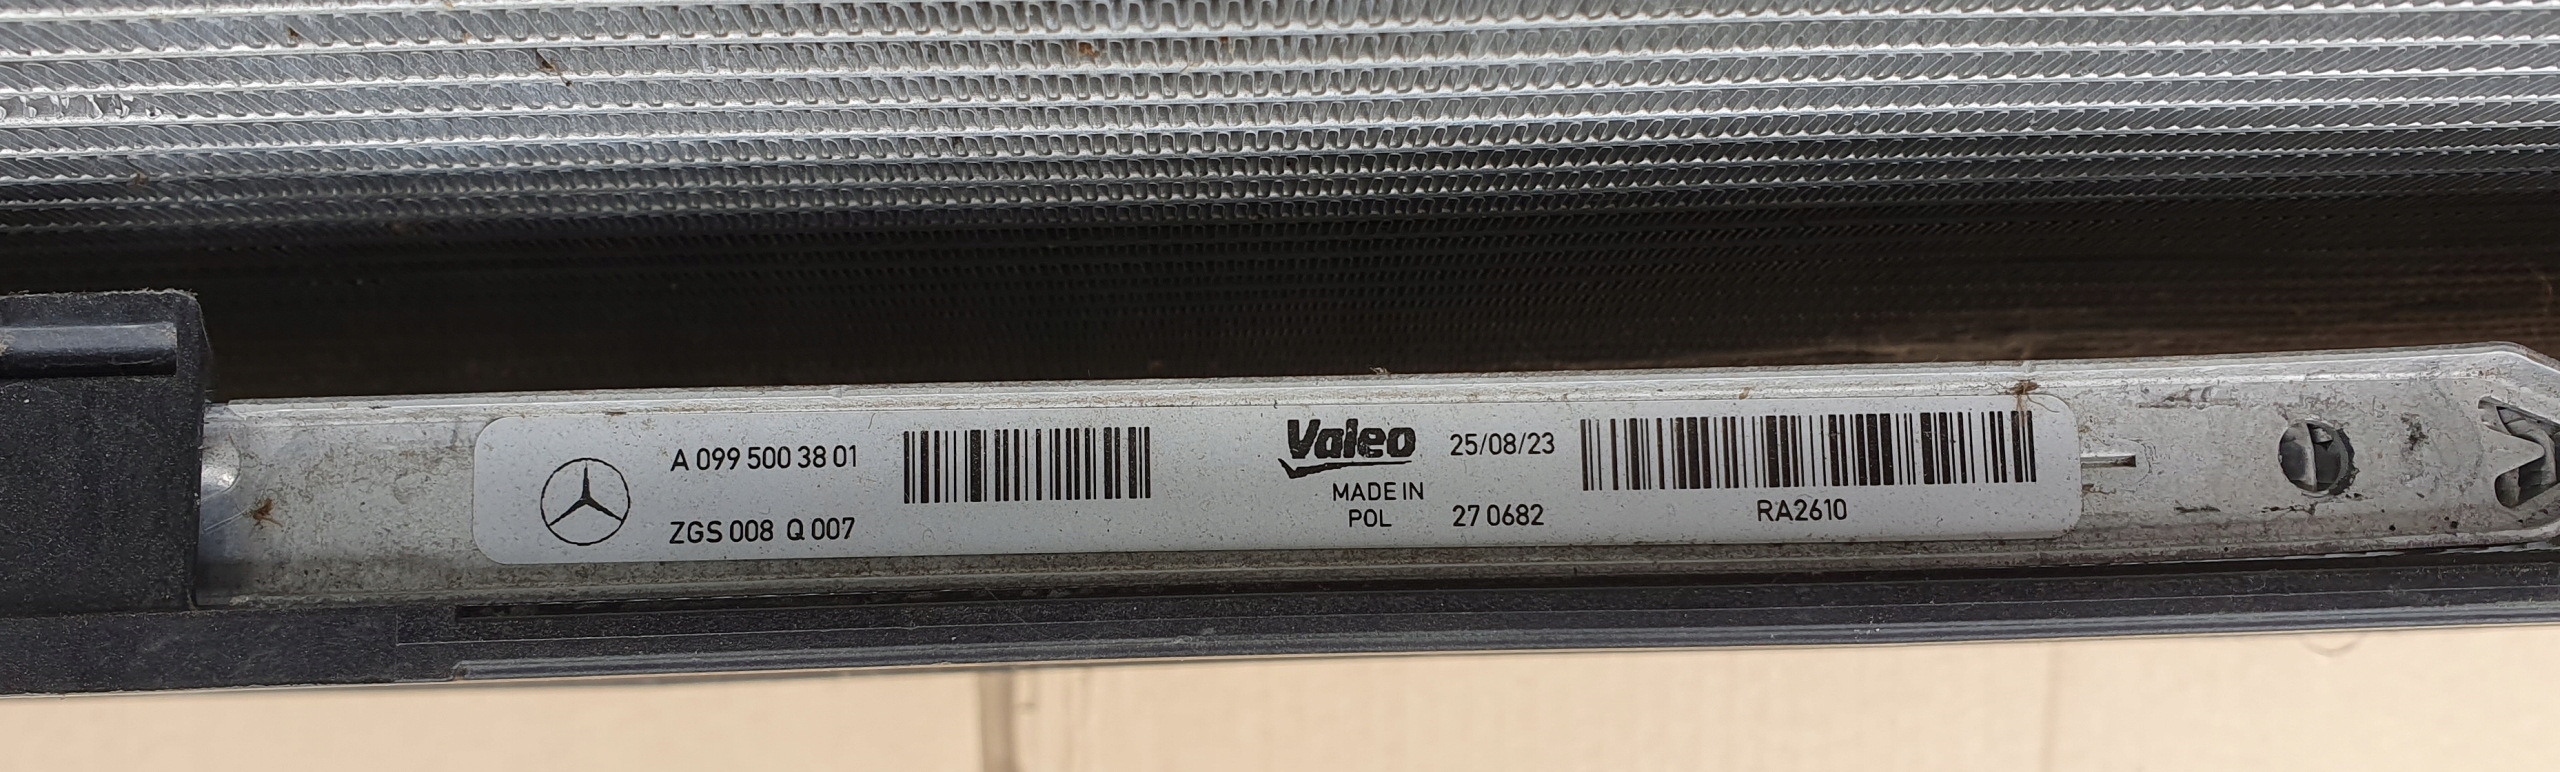 A 099 500 38 01
ZGS 008 Q 007
Valeo
MADE IN
POL
25/08/23
27 0682
RA2610